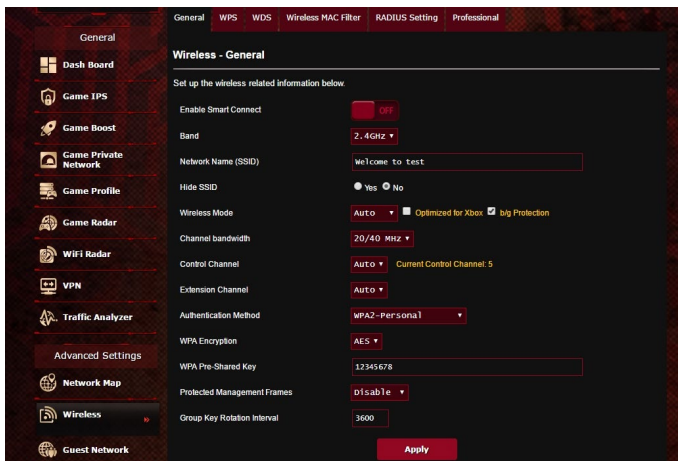 General WPS WDS Wireless MAC Filter RADIUS Setting Professional
General
Dash Board
Game IPS
Game Boost
Game Private
Network
Game Profile
Game Radar
WiFi Radar
VPN
Traffic Analyzer
Advanced Settings
Network Map
Wireless
Guest Network
Wireless - General
Set up the wireless related information below.
Enable Smart Connect OFF
Band 2.4GHz
Network Name (SSID) Welcome to test
Hide SSID Yes No
Wireless Mode Auto Optimized for Xbox b/g Protection
Channel bandwidth 20/40 MHz
Control Channel Auto Current Control Channel: 5
Extension Channel Auto
Authentication Method WPA2-Personal
WPA Encryption AES
WPA Pre-Shared Key 12345678
Protected Management Frames Disable
Group Key Rotation Interval 3600
Apply